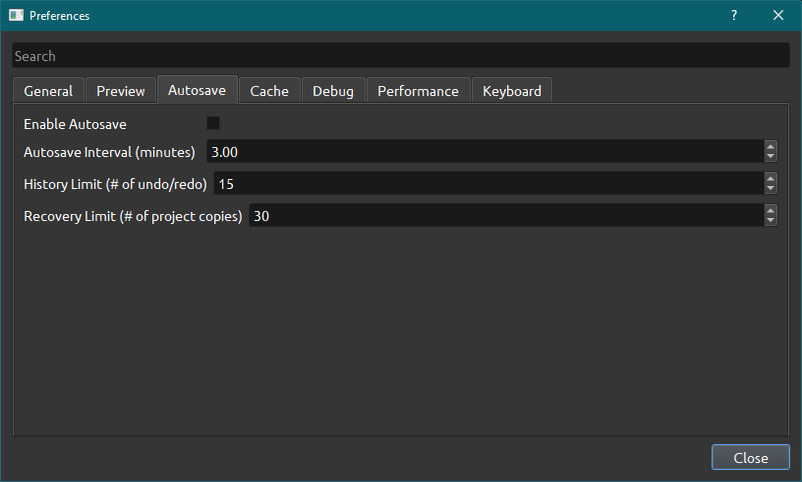 Preferences ?
Search
General Preview Autosave Cache Debug Performance Keyboard
Enable Autosave
Autosave Interval (minutes) 3.00
History Limit (# of undo/redo) 15
Recovery Limit (# of project copies) 30
Close